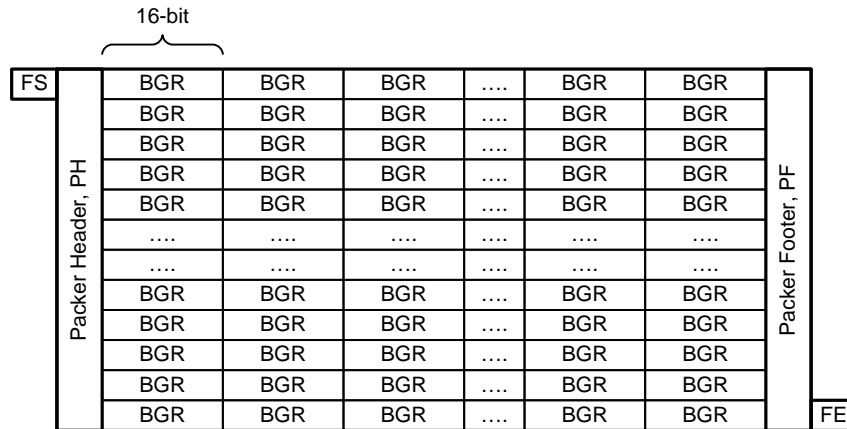 16-bit
FS BGR BGR BGR .... BGR BGR
BGR BGR BGR .... BGR BGR
BGR BGR BGR .... BGR BGR
BGR BGR BGR .... BGR BGR
BGR BGR BGR .... BGR BGR
.... .... .... .... .... ....
.... .... .... .... .... ....
BGR BGR BGR .... BGR BGR
BGR BGR BGR .... BGR BGR
BGR BGR BGR .... BGR BGR
BGR BGR BGR .... BGR BGR
BGR BGR BGR .... BGR BGR FE
Packer Header, PH
Packer Footer, PF